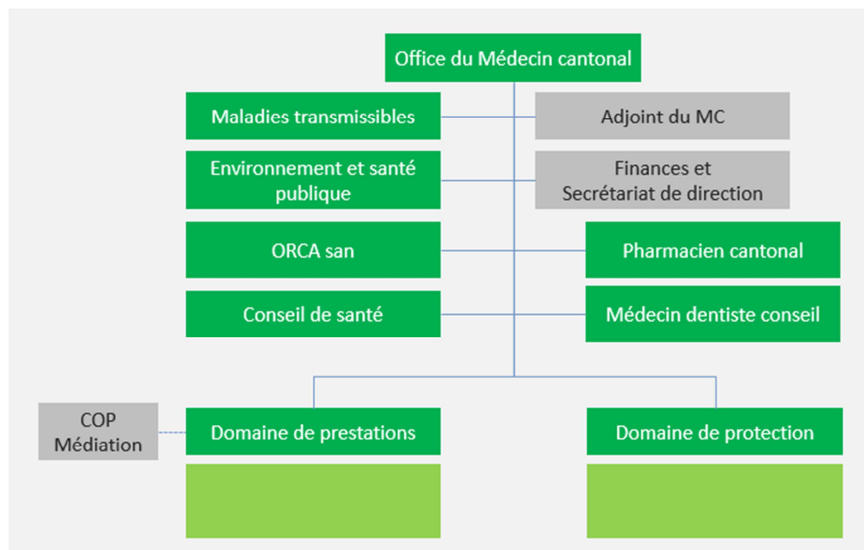 Office du Médecin cantonal
Maladies transmissibles
Adjoint du MC
Environnement et santé
publique
Finances et
Secrétariat de direction
ORCA san
Pharmacien cantonal
Conseil de santé
Médecin dentiste conseil
COP
Médiation
Domaine de prestations
Domaine de protection